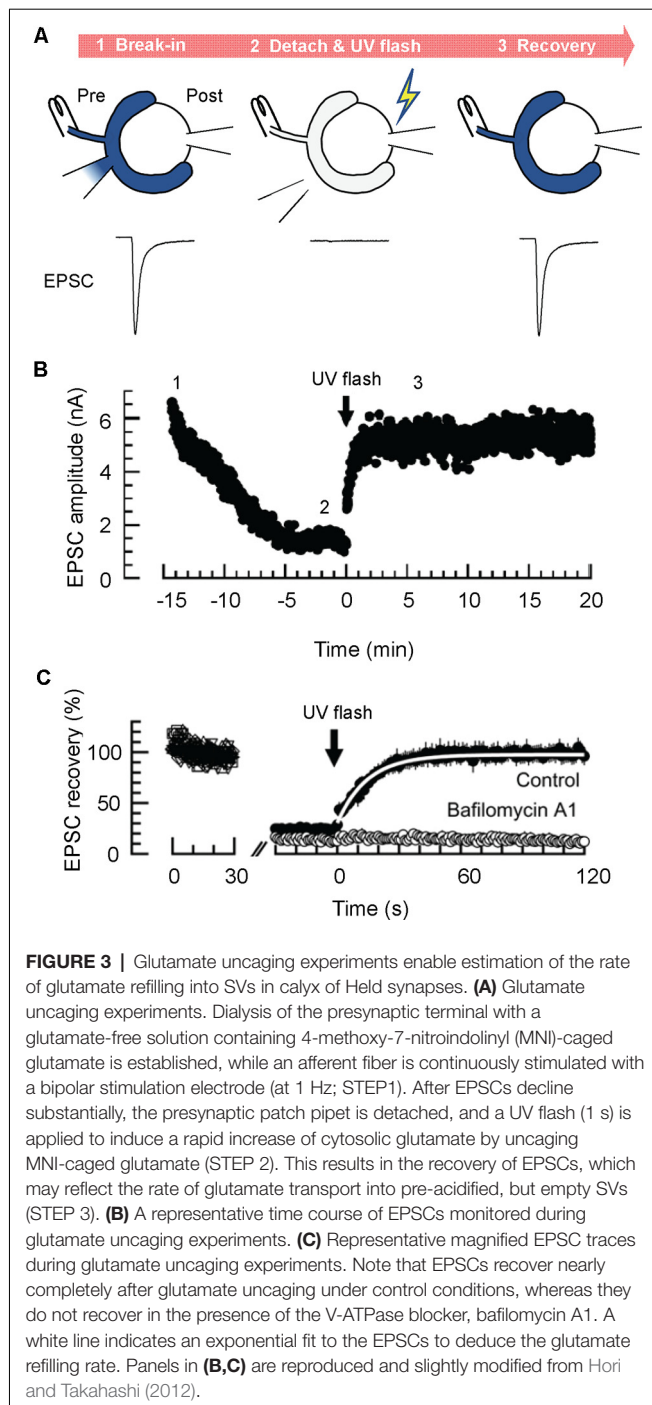 A
1 Break-in 2 Detach & UV flash 3 Recovery
Pre Post
EPSC
B
EPSC amplitude (nA)
6
4
2
0
1
UV flash
3
2
-15 -10 -5 0 5 10 15 20
Time (min)
C
EPSC recovery (%)
100
50
0
UV flash
Control
Bafilomycin A1
0 30 0 60 120
Time (s)
FIGURE 3 | Glutamate uncaging experiments enable estimation of the rate
of glutamate refilling into SVs in calyx of Held synapses. (A) Glutamate
uncaging experiments. Dialysis of the presynaptic terminal with a
glutamate-free solution containing 4-methoxy-7-nitroindolinyl (MNI)-caged
glutamate is established, while an afferent fiber is continuously stimulated with
a bipolar stimulation electrode (at 1 Hz; STEP1). After EPSCs decline
substantially, the presynaptic patch pipet is detached, and a UV flash (1 s) is
applied to induce a rapid increase of cytosolic glutamate by uncaging
MNI-caged glutamate (STEP 2). This results in the recovery of EPSCs, which
may reflect the rate of glutamate transport into pre-acidified, but empty SVs
(STEP 3). (B) A representative time course of EPSCs monitored during
glutamate uncaging experiments. (C) Representative magnified EPSC traces
during glutamate uncaging experiments. Note that EPSCs recover nearly
completely after glutamate uncaging under control conditions, whereas they
do not recover in the presence of the V-ATPase blocker, bafilomycin A1. A
white line indicates an exponential fit to the EPSCs to deduce the glutamate
refilling rate. Panels in (B,C) are reproduced and slightly modified from Hori
and Takahashi (2012).